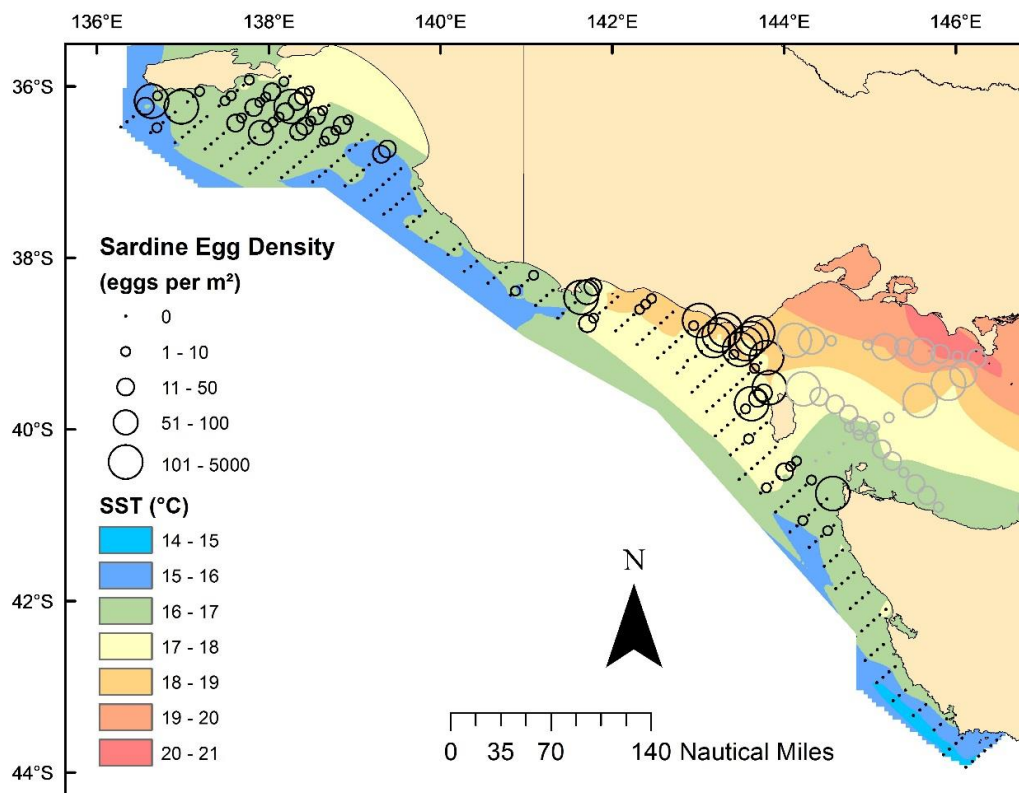 136°E 138°E 140°E 142°E 144°E 146°E
36°S
38°S
40°S
42°S
44°S
Sardine Egg Density
(eggs per m²)
0
1 - 10
11 - 50
51 - 100
101 - 5000
SST (°C)
14 - 15
15 - 16
16 - 17
17 - 18
18 - 19
19 - 20
20 - 21
N
0 35 70 140 Nautical Miles